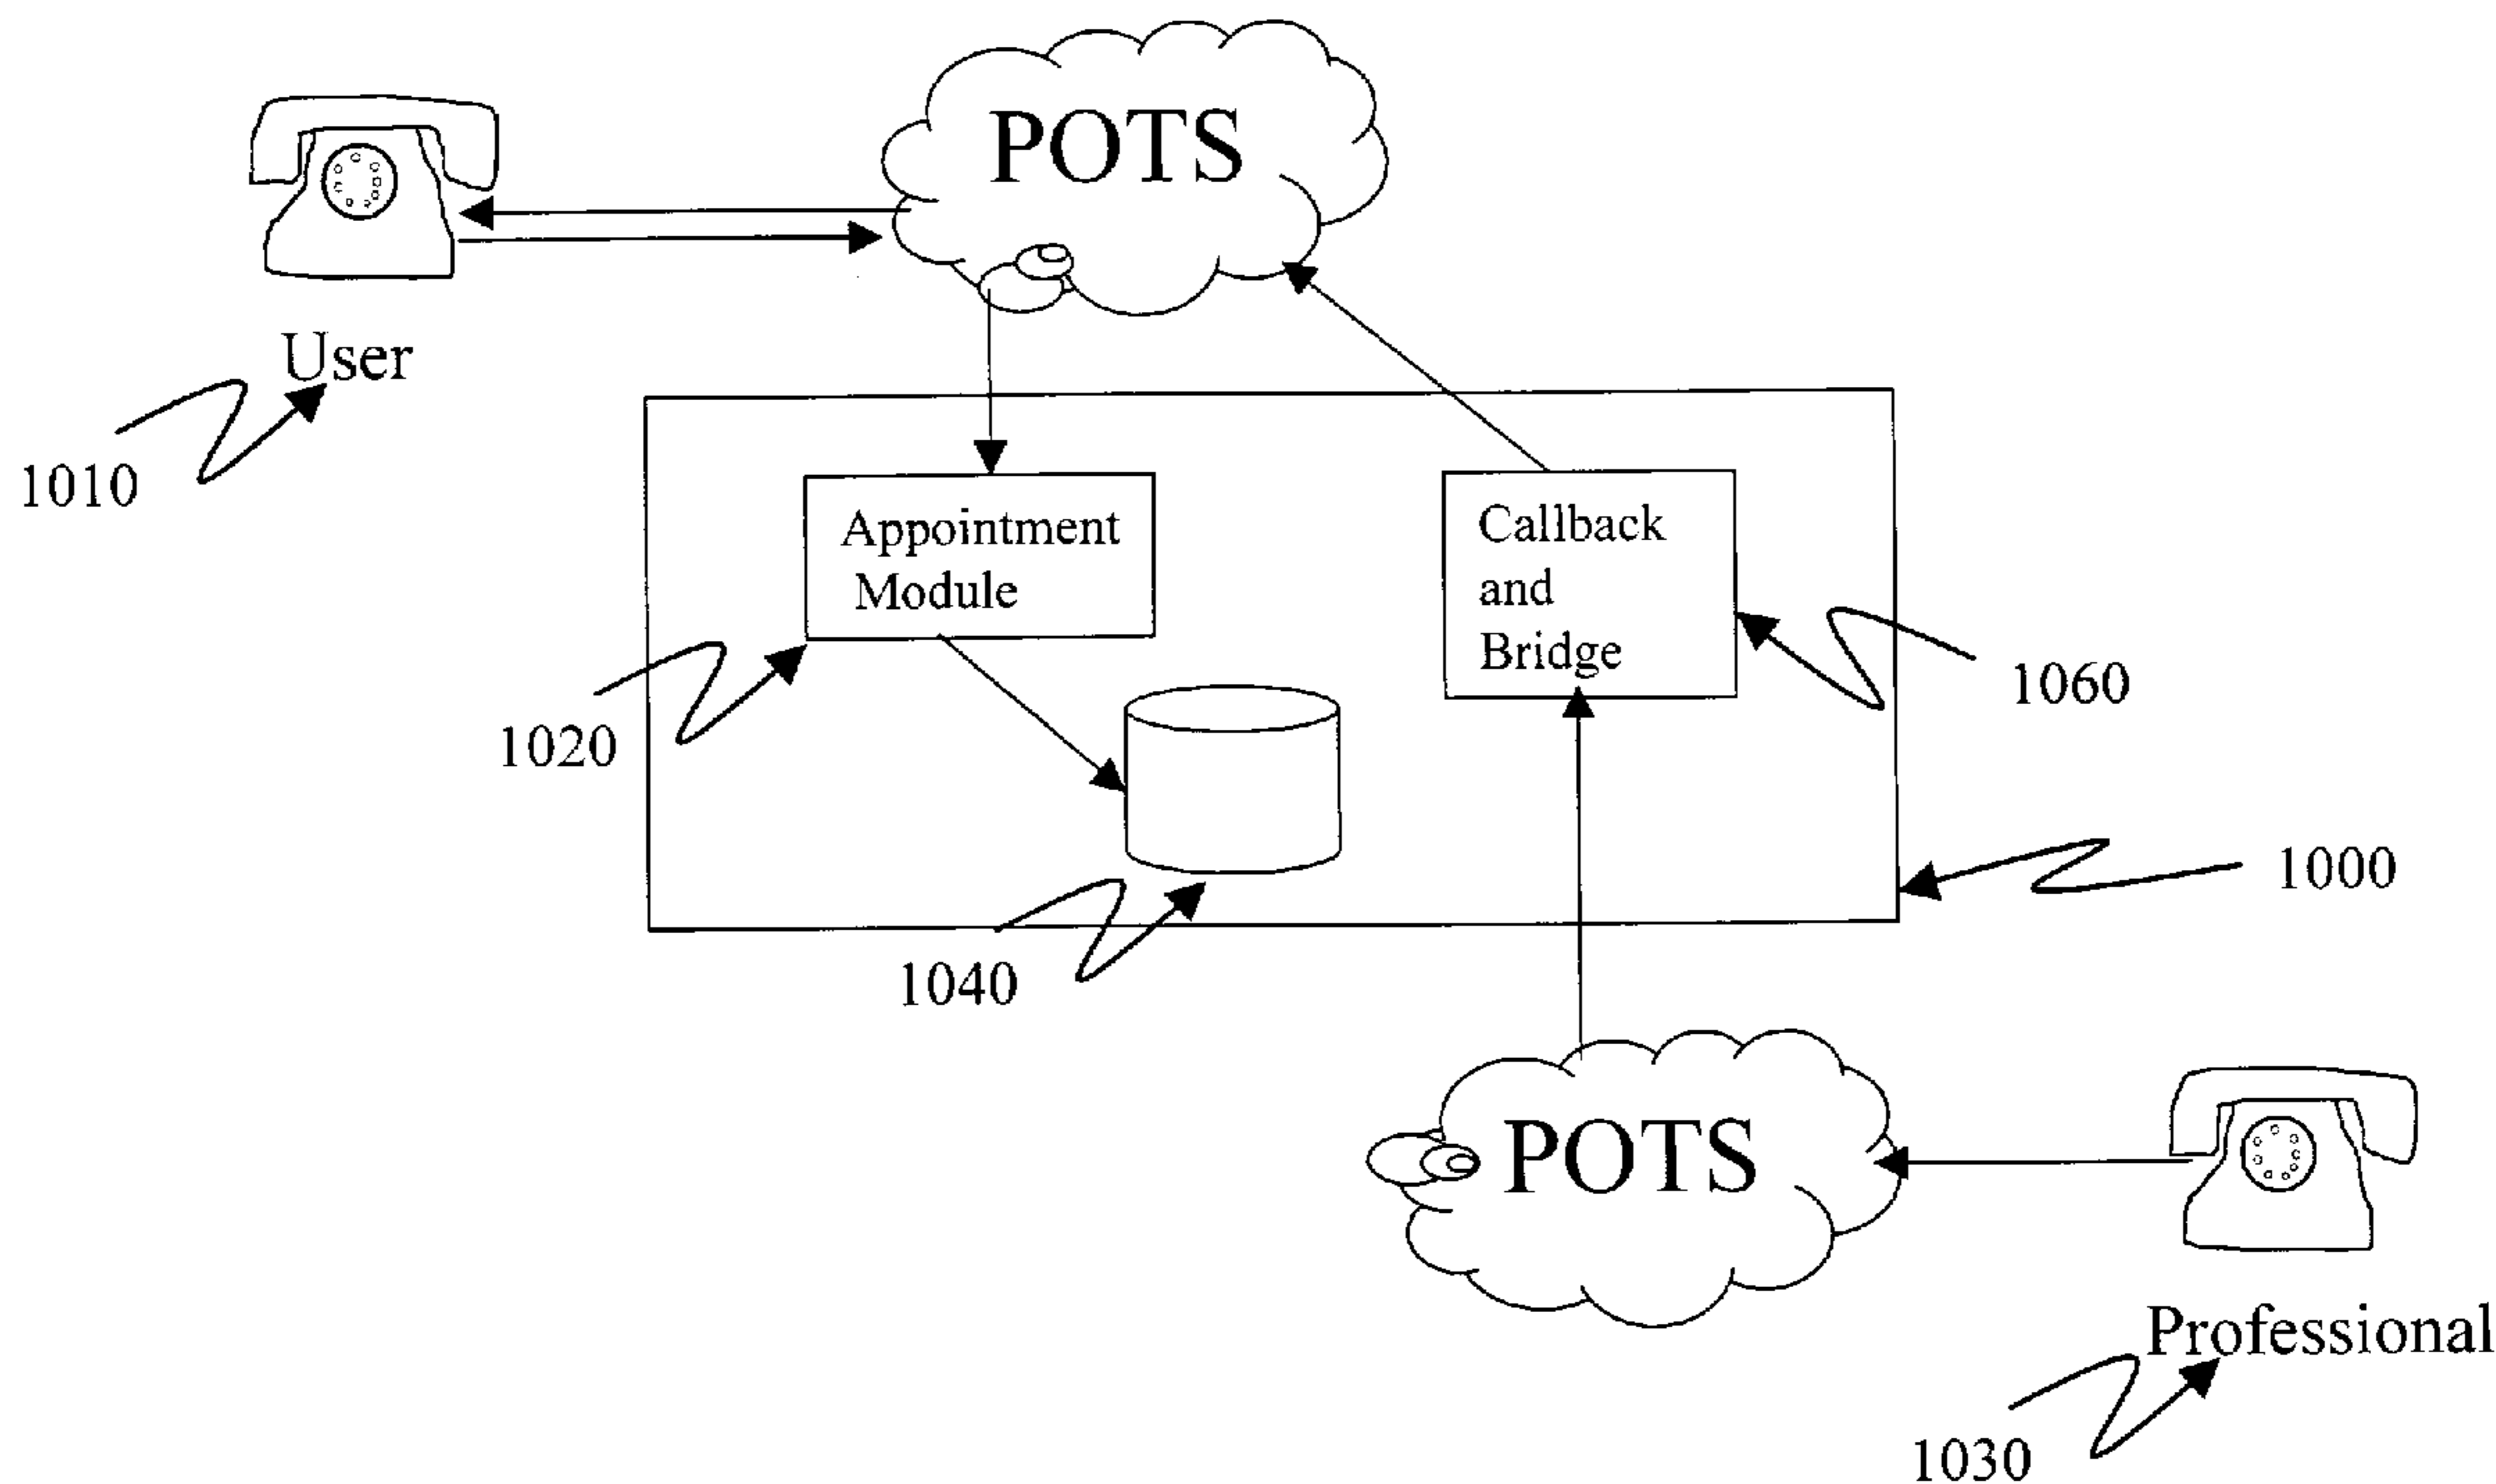 POTS
User
1010
Appointment
Module
Callback
and
Bridge
1020
1060
1000
1040
POTS
Professional
1030